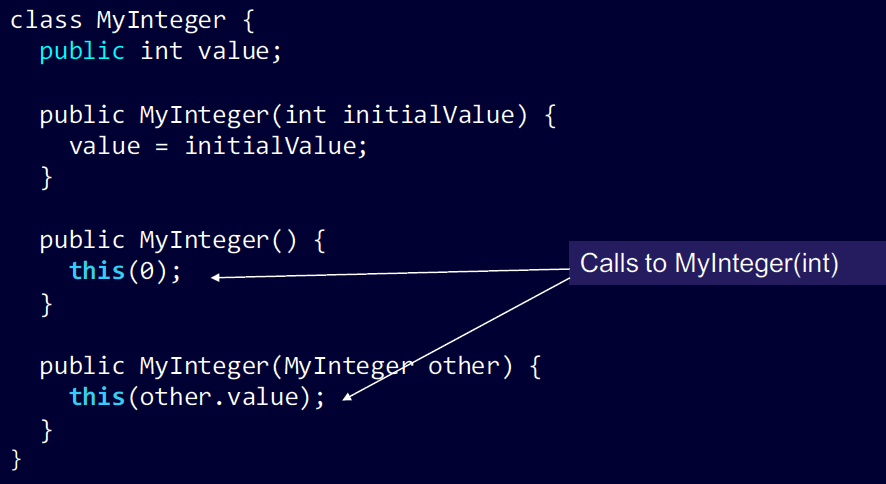 class MyInteger {
  public int value;

  public MyInteger(int initialValue) {
    value = initialValue;
  }

  public MyInteger() {
    this(0);
  }

  public MyInteger(MyInteger other) {
    this(other.value);
  }
}
Calls to MyInteger(int)